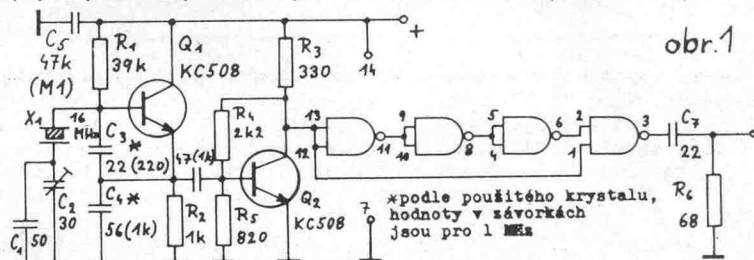 obr.1
+
C5
47k
(M1)
R1
39k
Q1
KC508
R3
330
14
X1
16
MHz
C3*
22 (220)
R4
2k2
47(1k)
13
12
11
9
10
8
5
4
6
2
1
3
C7
22
C1
50
C2
30
C4*
56(1k)
R2
1k
R5
820
Q2
KC508
7
R6
68
*podle použitého krystalu,
hodnoty v závorkách
jsou pro 1 MHz